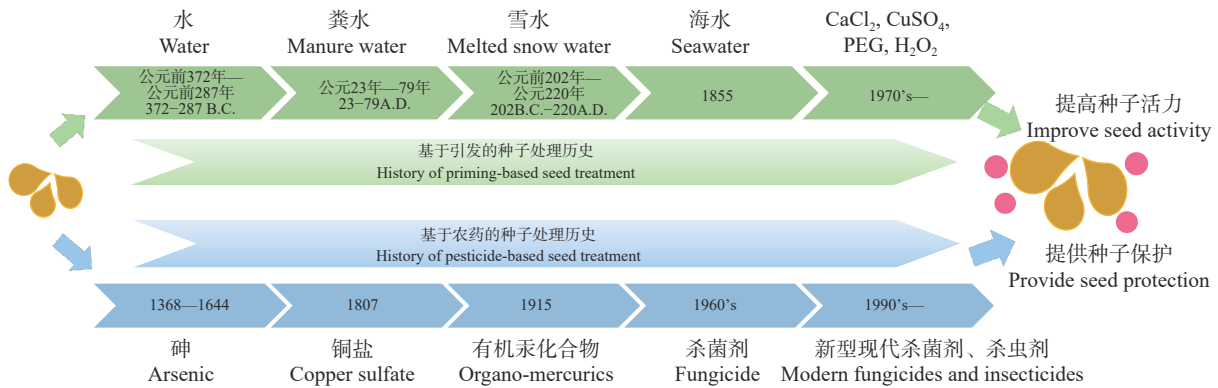 水
Water
粪水
Manure water
雪水
Melted snow water
海水
Seawater
CaCl₂, CuSO₄,
PEG, H₂O₂
公元前372年—
公元前287年
372−287 B.C.
公元23年—79年
23−79A.D.
公元前202年—
公元220年
202B.C.−220A.D.
1855
1970’s—
提高种子活力
Improve seed activity
基于引发的种子处理历史
History of priming-based seed treatment
基于农药的种子处理历史
History of pesticide-based seed treatment
提供种子保护
Provide seed protection
1368—1644
1807
1915
1960’s
1990’s—
砷
Arsenic
铜盐
Copper sulfate
有机汞化合物
Organo-mercurics
杀菌剂
Fungicide
新型现代杀菌剂、杀虫剂
Modern fungicides and insecticides